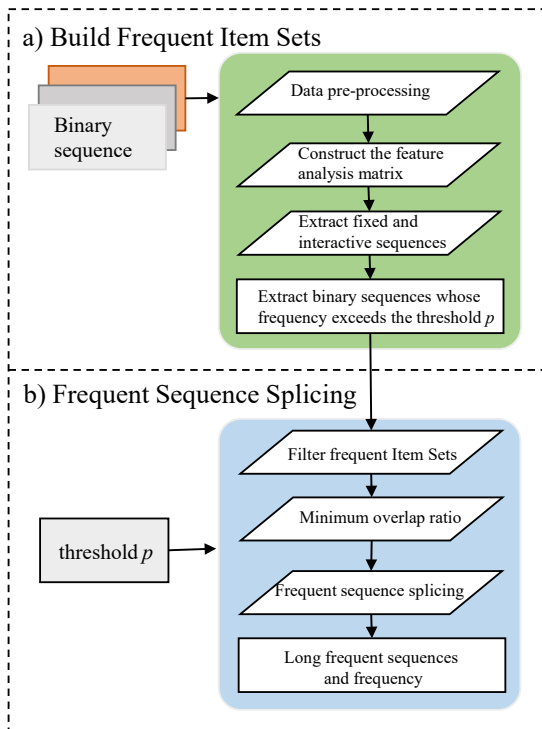 a) Build Frequent Item Sets
Binary
sequence
Data pre-processing
Construct the feature
analysis matrix
Extract fixed and
interactive sequences
Extract binary sequences whose
frequency exceeds the threshold p
b) Frequent Sequence Splicing
Filter frequent Item Sets
Minimum overlap ratio
threshold p
Frequent sequence splicing
Long frequent sequences
and frequency